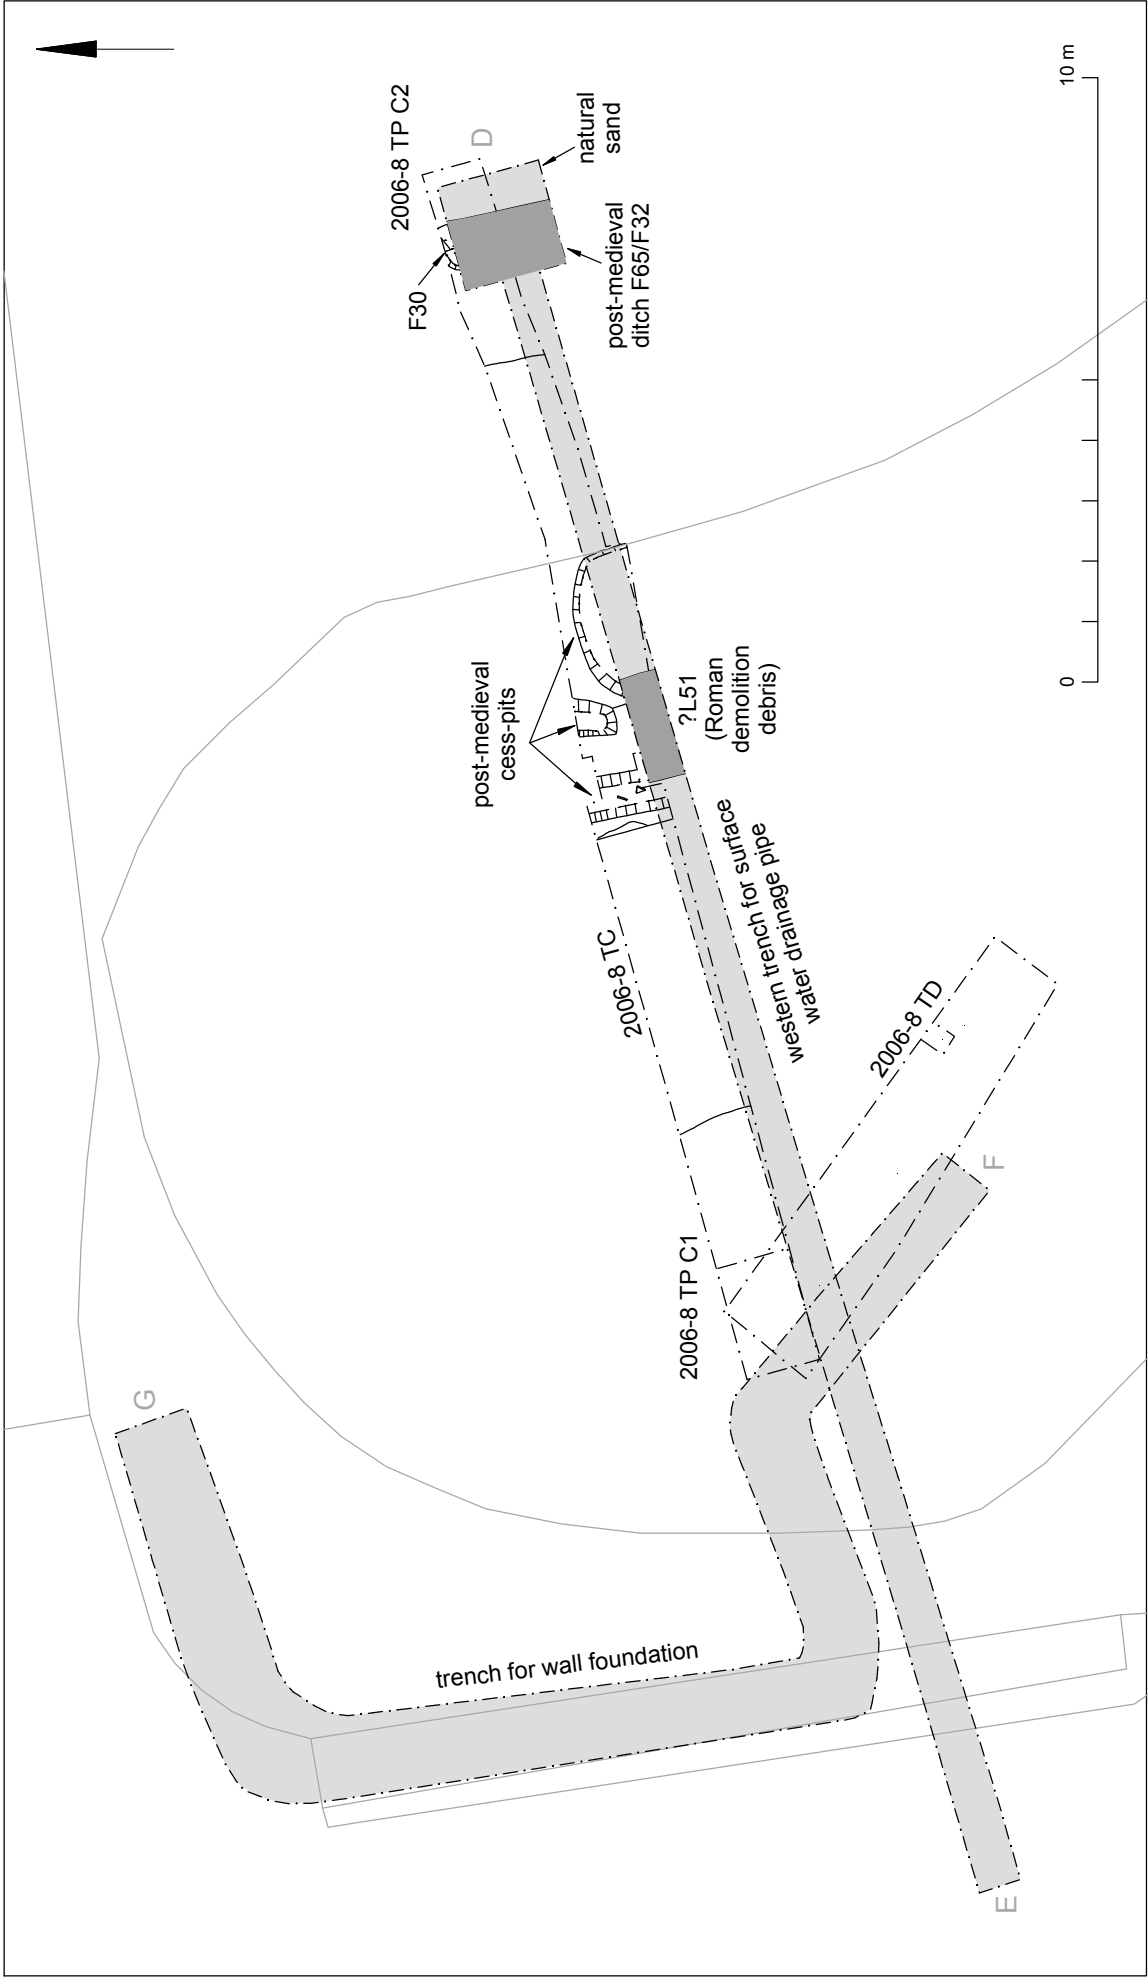 2006-8 TP C2
D
natural
sand
F30
post-medieval
ditch F65/F32
10 m
0
post-medieval
cess-pits
?L51
(Roman
demolition
debris)
2006-8 TC
western trench for surface
water drainage pipe
2006-8 TD
2006-8 TP C1
F
G
trench for wall foundation
E